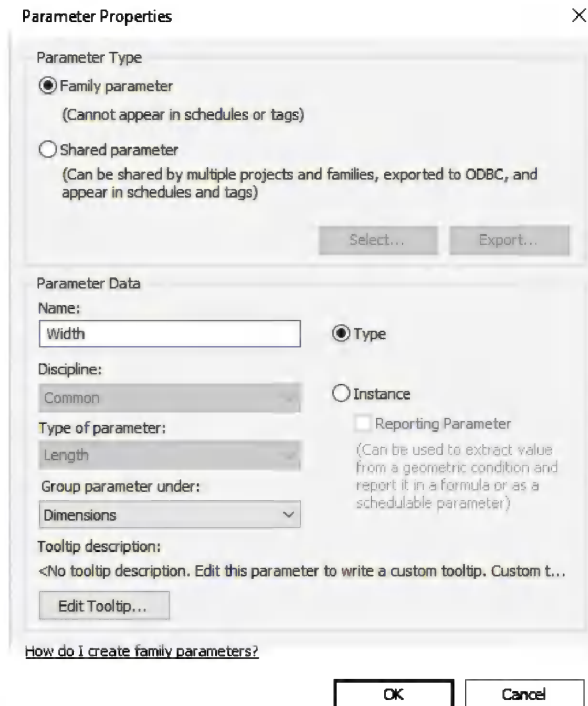 Parameter Properties
Parameter Type
Family parameter
(Cannot appear in schedules or tags)
Shared parameter
(Can be shared by multiple projects and families, exported to ODBC, and
appear in schedules and tags)
Select...
Export...
Parameter Data
Name:
Width
Type
Discipline:
Common
Instance
Reporting Parameter
Type of parameter:
Length
(Can be used to extract value
from a geometric condition and
report it in a formula or as a
schedulable parameter)
Group parameter under:
Dimensions
Tooltip description:
<No tooltip description. Edit this parameter to write a custom tooltip. Custom t...
Edit Tooltip...
How do I create family parameters?
OK
Cancel